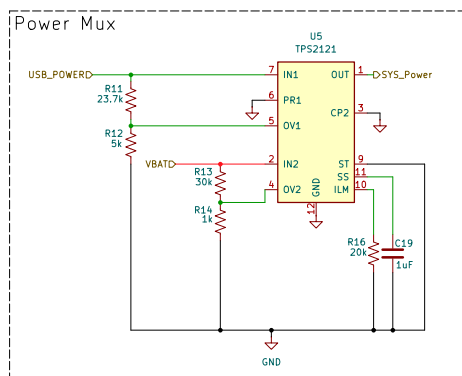 Power Mux
U5
TPS2121
USB_POWER
7
IN1
OUT
1
SYS_Power
R11
23.7k
6
PR1
CP2
3
R12
5k
5
OV1
VBAT
2
IN2
ST
9
SS
11
R13
30k
4
OV2
ILM
10
GND
12
R14
1k
R16
20k
C19
1uF
GND